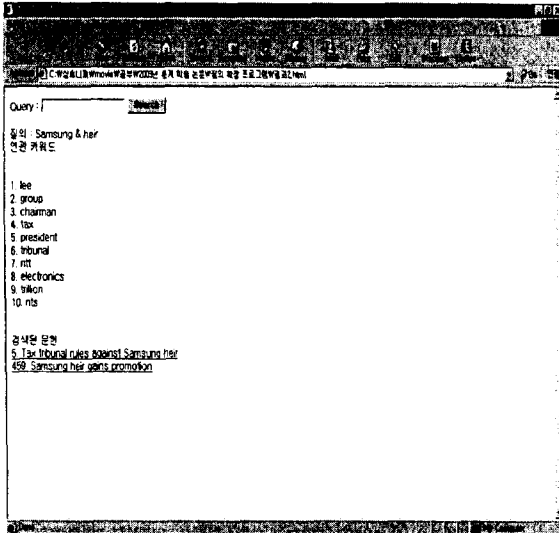 Query :
Search
질의 : Samsung & heir
연관 키워드
1. lee
2. group
3. chairman
4. tax
5. president
6. tribunal
7. ntt
8. electronics
9. trillion
10. nts
검색된 문헌
5. Tax tribunal rules against Samsung heir
459. Samsung heir gains promotion